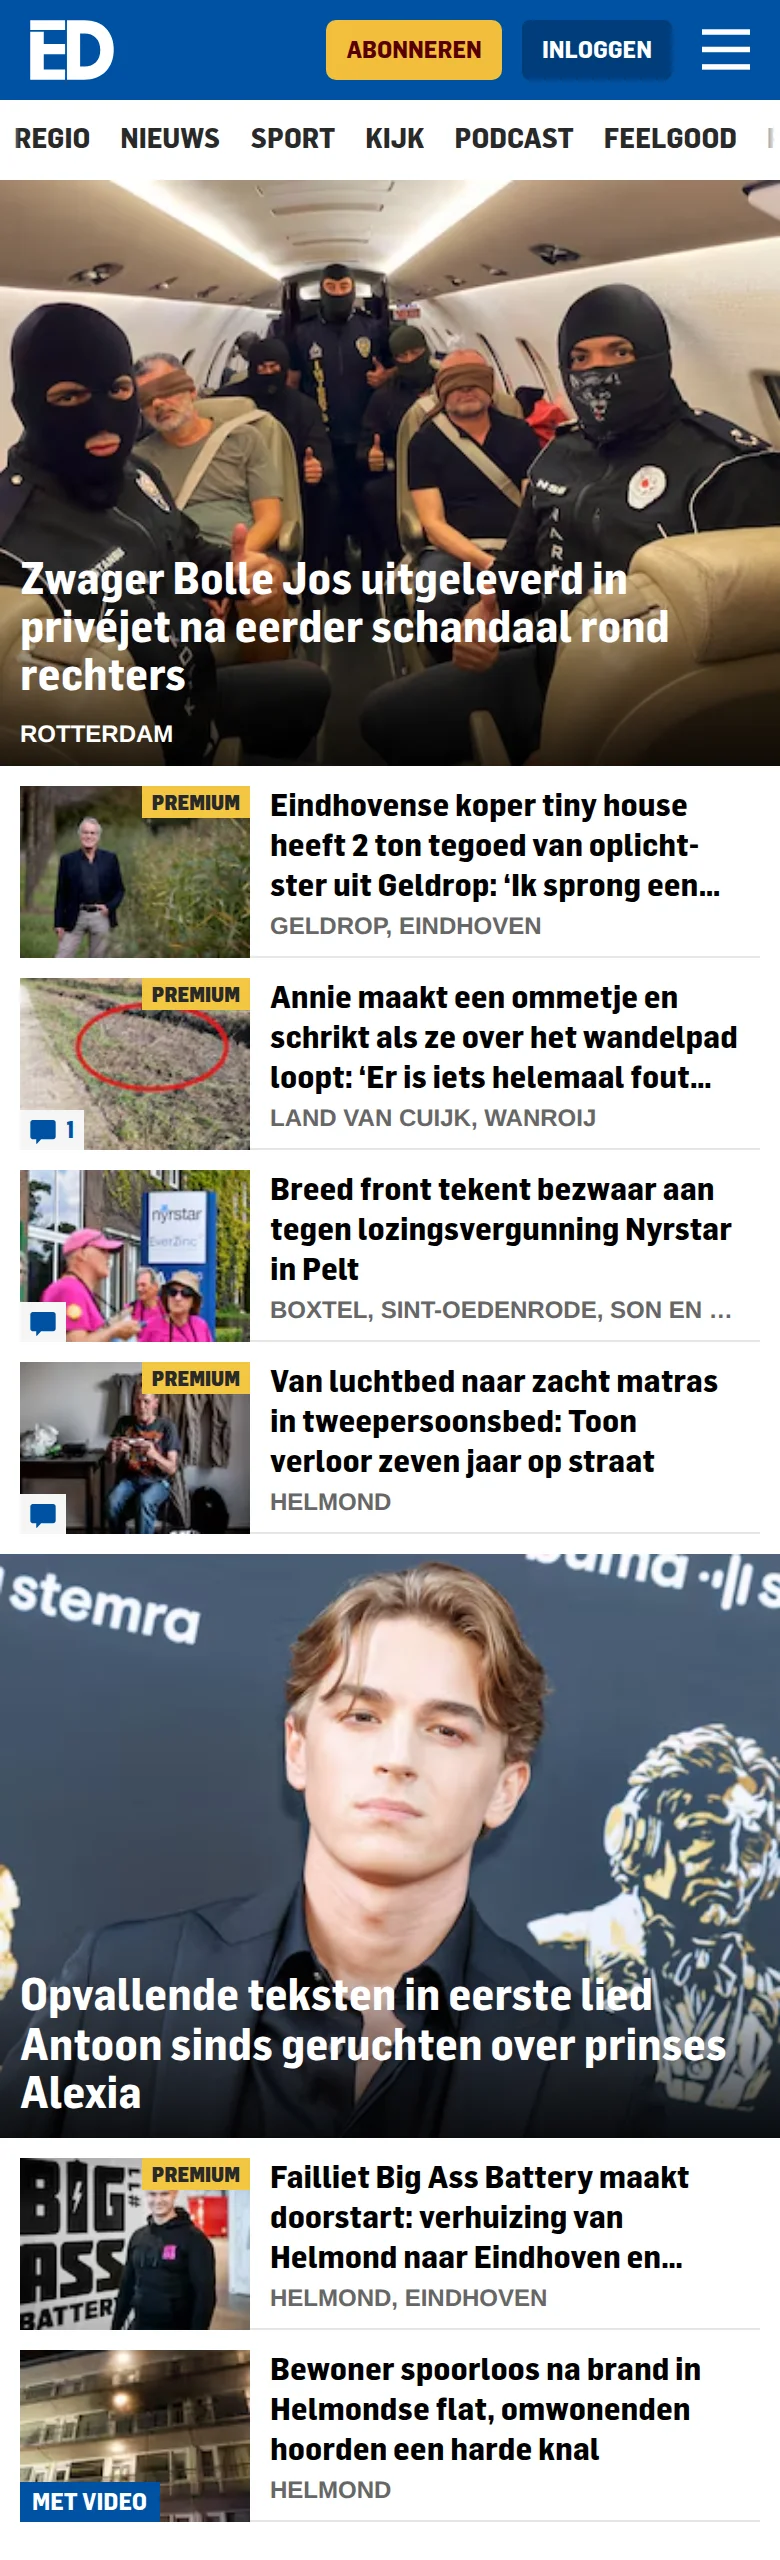 ED
ABONNEREN
INLOGGEN
REGIO NIEUWS SPORT KIJK PODCAST FEELGOOD
NSF
Zwager Bolle Jos uitgeleverd in
privéjet na eerder schandaal rond
rechters
ROTTERDAM
PREMIUM
Eindhovense koper tiny house
heeft 2 ton tegoed van oplicht-
ster uit Geldrop: ‘Ik sprong een...
GELDROP, EINDHOVEN
PREMIUM
1
Annie maakt een ommetje en
schrikt als ze over het wandelpad
loopt: ‘Er is iets helemaal fout...
LAND VAN CUIJK, WANROIJ
nyrstar
EverZinc
Breed front tekent bezwaar aan
tegen lozingsvergunning Nyrstar
in Pelt
BOXTEL, SINT-OEDENRODE, SON EN ...
PREMIUM
Van luchtbed naar zacht matras
in tweepersoonsbed: Toon
verloor zeven jaar op straat
HELMOND
stemra
buma s
Opvallende teksten in eerste lied
Antoon sinds geruchten over prinses
Alexia
PREMIUM
BIG
ASS
BATTERY
Failliet Big Ass Battery maakt
doorstart: verhuizing van
Helmond naar Eindhoven en...
HELMOND, EINDHOVEN
MET VIDEO
Bewoner spoorloos na brand in
Helmondse flat, omwonenden
hoorden een harde knal
HELMOND